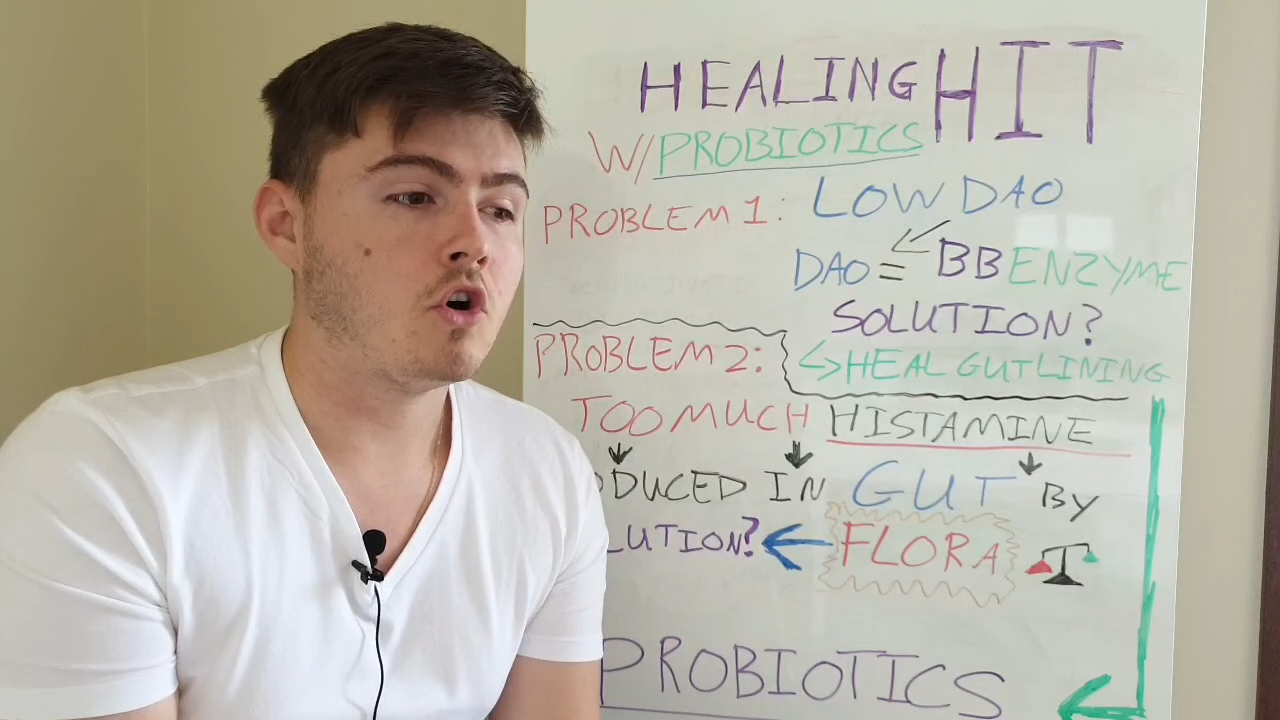 HEALING HIT
W/ PROBIOTICS
PROBLEM 1: LOW DAO
DAO = BB ENZYME
SOLUTION?
HEAL GUT LINING
PROBLEM 2:
TOO MUCH HISTAMINE
ODUCED IN GUT BY
LUTION? FLORA
PROBIOTICS